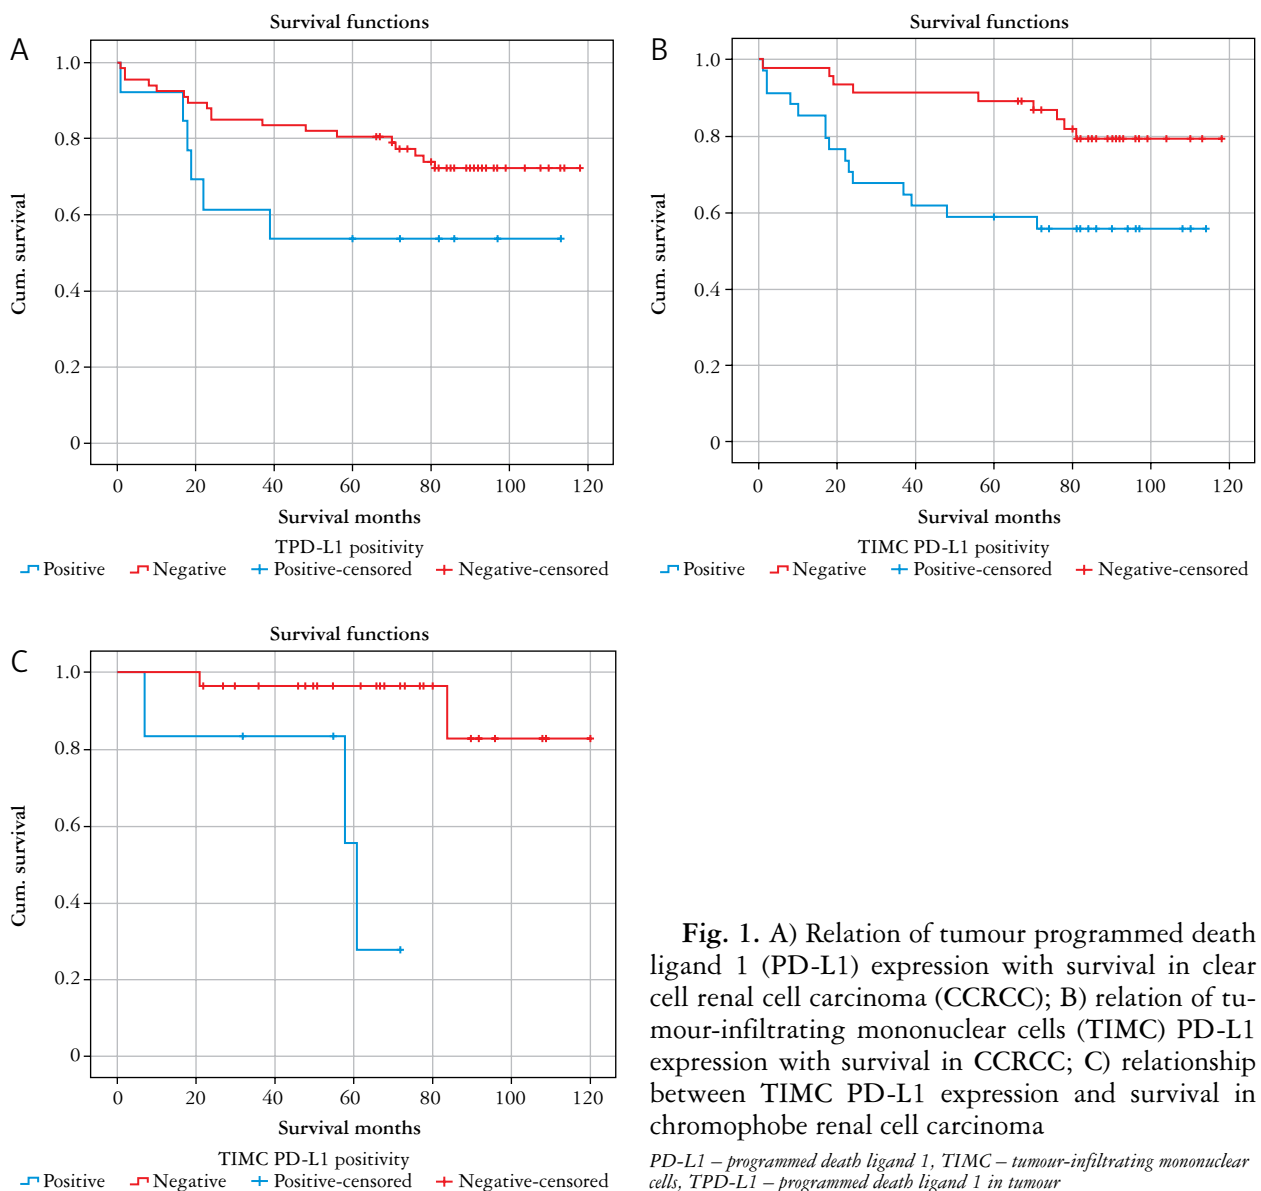 Survival functions
A
1.0
0.8
0.6
0.4
0.2
0
Cum. survival
0 20 40 60 80 100 120
Survival months
TPD-L1 positivity
Positive Negative Positive-censored Negative-censored
Survival functions
B
1.0
0.8
0.6
0.4
0.2
0
Cum. survival
0 20 40 60 80 100 120
Survival months
TIMC PD-L1 positivity
Positive Negative Positive-censored Negative-censored
Survival functions
C
1.0
0.8
0.6
0.4
0.2
0
Cum. survival
0 20 40 60 80 100 120
Survival months
TIMC PD-L1 positivity
Positive Negative Positive-censored Negative-censored
Fig. 1. A) Relation of tumour programmed death
ligand 1 (PD-L1) expression with survival in clear
cell renal cell carcinoma (CCRCC); B) relation of tu-
mour-infiltrating mononuclear cells (TIMC) PD-L1
expression with survival in CCRCC; C) relationship
between TIMC PD-L1 expression and survival in
chromophobe renal cell carcinoma
PD-L1 – programmed death ligand 1, TIMC – tumour-infiltrating mononuclear
cells, TPD-L1 – programmed death ligand 1 in tumour